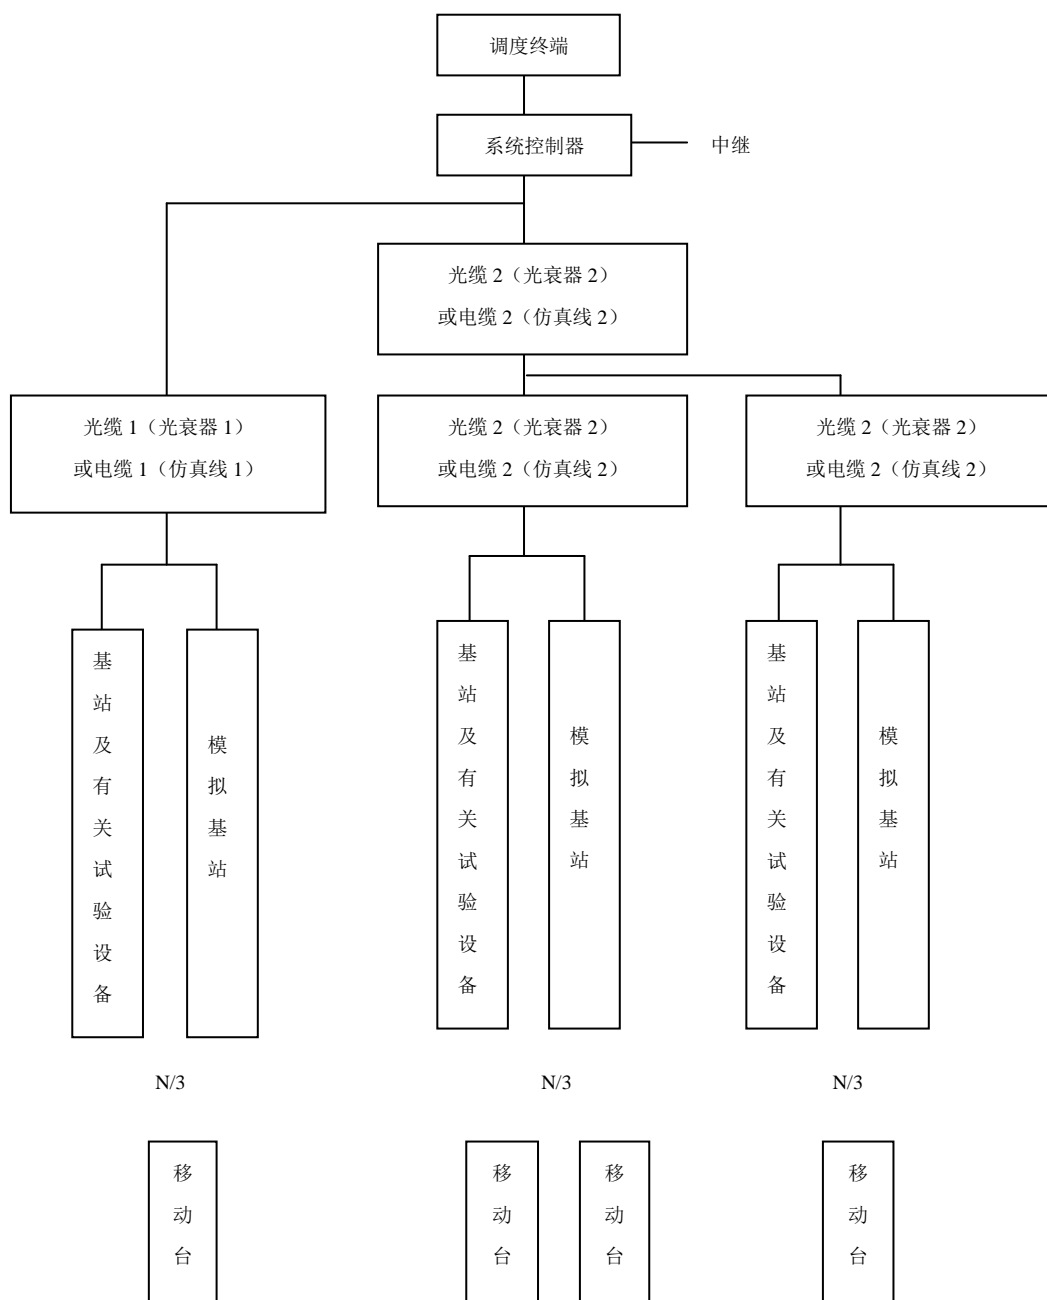 调度终端
系统控制器
中继
光缆 2（光衰器 2）
或电缆 2（仿真线 2）
光缆 1（光衰器 1）
或电缆 1（仿真线 1）
光缆 2（光衰器 2）
或电缆 2（仿真线 2）
光缆 2（光衰器 2）
或电缆 2（仿真线 2）
基站及有关试验设备
模拟基站
基站及有关试验设备
模拟基站
基站及有关试验设备
模拟基站
N/3
N/3
N/3
移动台
移动台
移动台
移动台